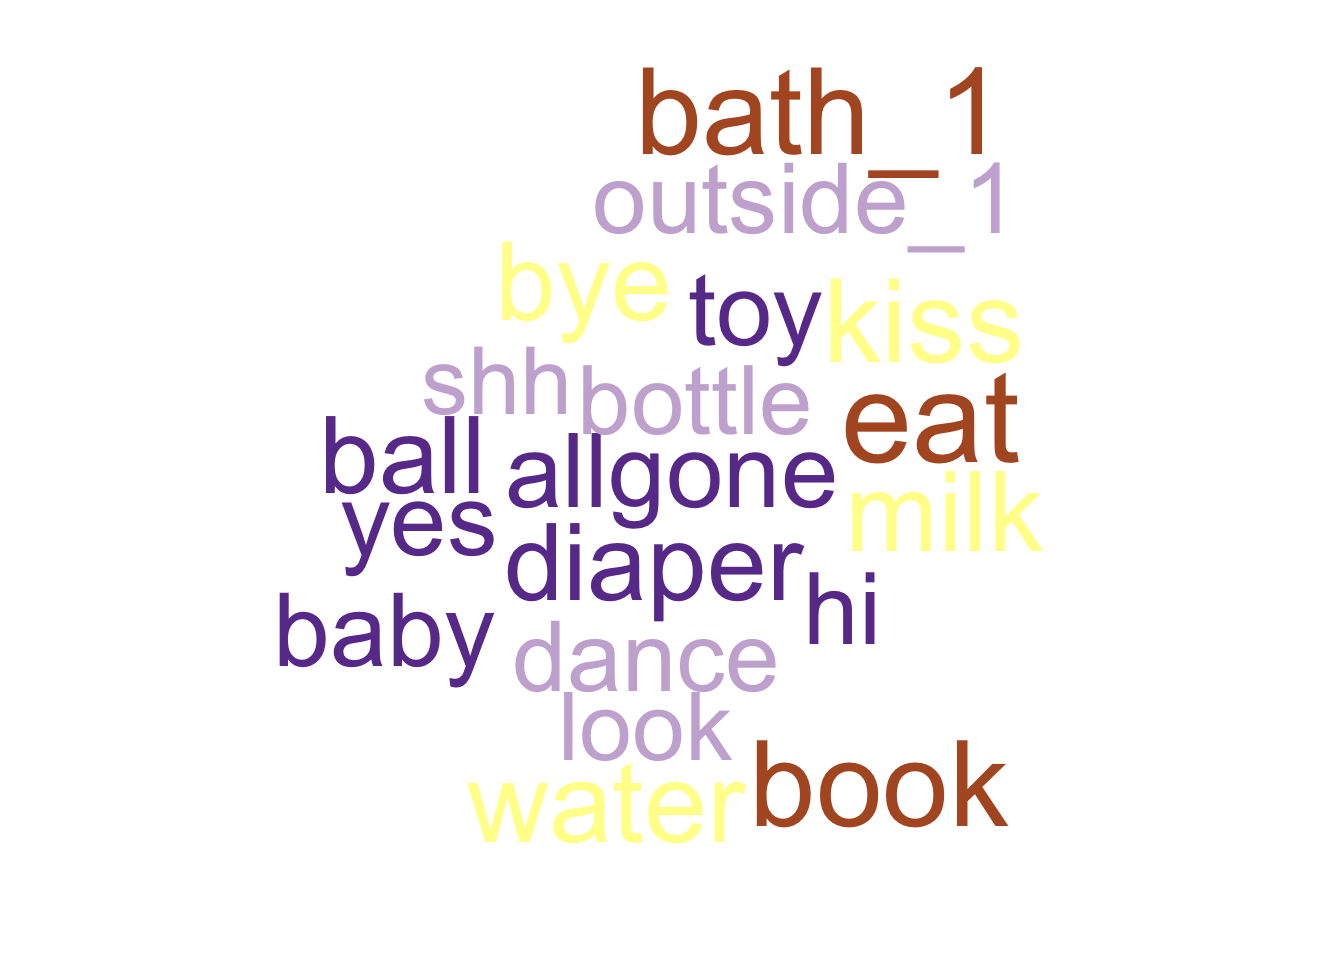 bath_1
outside_1
bye toy kiss
shh bottle eat
ball allgone milk
yes diaper hi
baby dance
look
water book